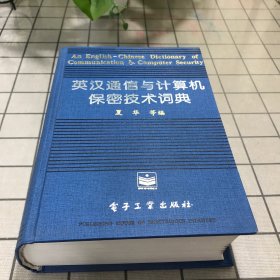 An English-Chinese Dictionary of
Communication & Computer Security
英汉通信与计算机
保密技术词典
夏华 等编
电子工业出版社
PUBLISHING HOUSE OF ELECTRONICS INDUSTRY